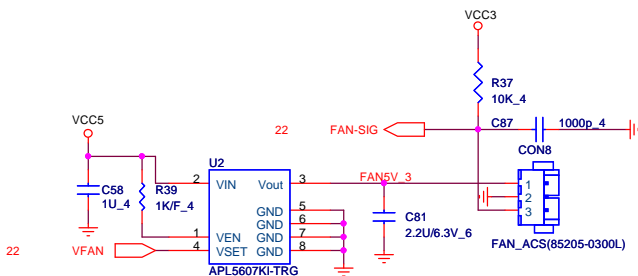 VCC3
R37
10K_4
22 FAN-SIG
C87 1000p_4
CON8
VCC5
C58
1U_4
R39
1K/F_4
U2
2 VIN Vout 3 FAN5V_3
GND 5
GND 6
1 VEN GND 7
4 VSET GND 8
APL5607KI-TRG
22 VFAN
C81
2.2U/6.3V_6
1
2
3
FAN_ACS(85205-0300L)